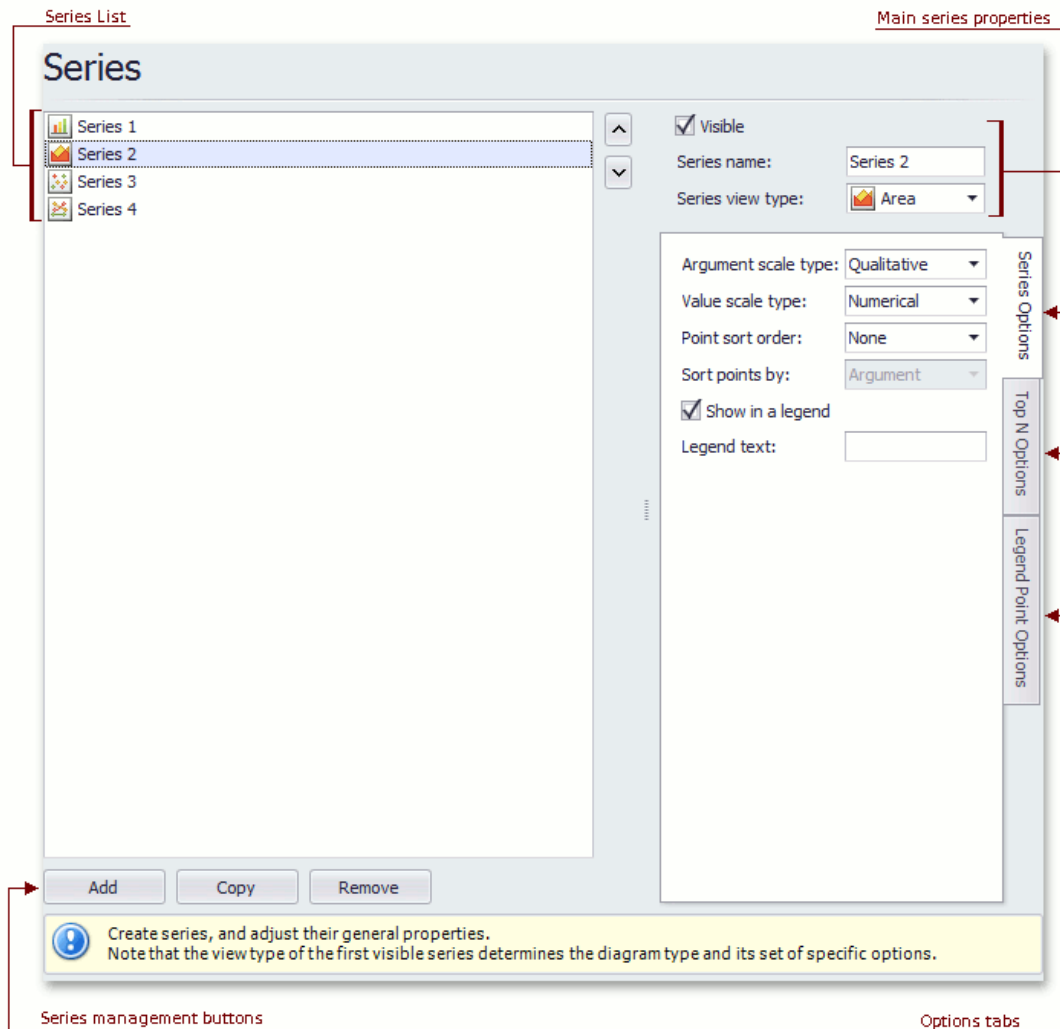 Series List
Main series properties
Series
Series 1
Series 2
Series 3
Series 4
Visible
Series name: Series 2
Series view type: Area
Argument scale type: Qualitative
Value scale type: Numerical
Point sort order: None
Sort points by: Argument
Show in a legend
Legend text:
Series Options
Top N Options
Legend Point Options
Add Copy Remove
Create series, and adjust their general properties.
Note that the view type of the first visible series determines the diagram type and its set of specific options.
Series management buttons
Options tabs